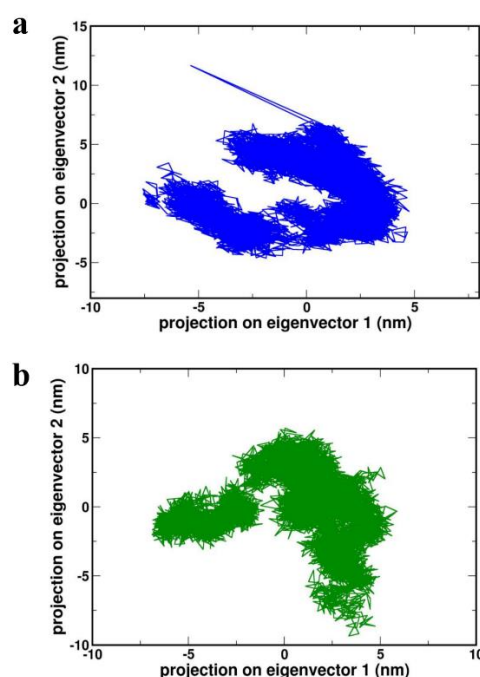 a
15
10
5
0
-5
-10 -5 0 5
projection on eigenvector 2 (nm)
projection on eigenvector 1 (nm)
b
10
5
0
-5
-10
-10 -5 0 5 10
projection on eigenvector 2 (nm)
projection on eigenvector 1 (nm)